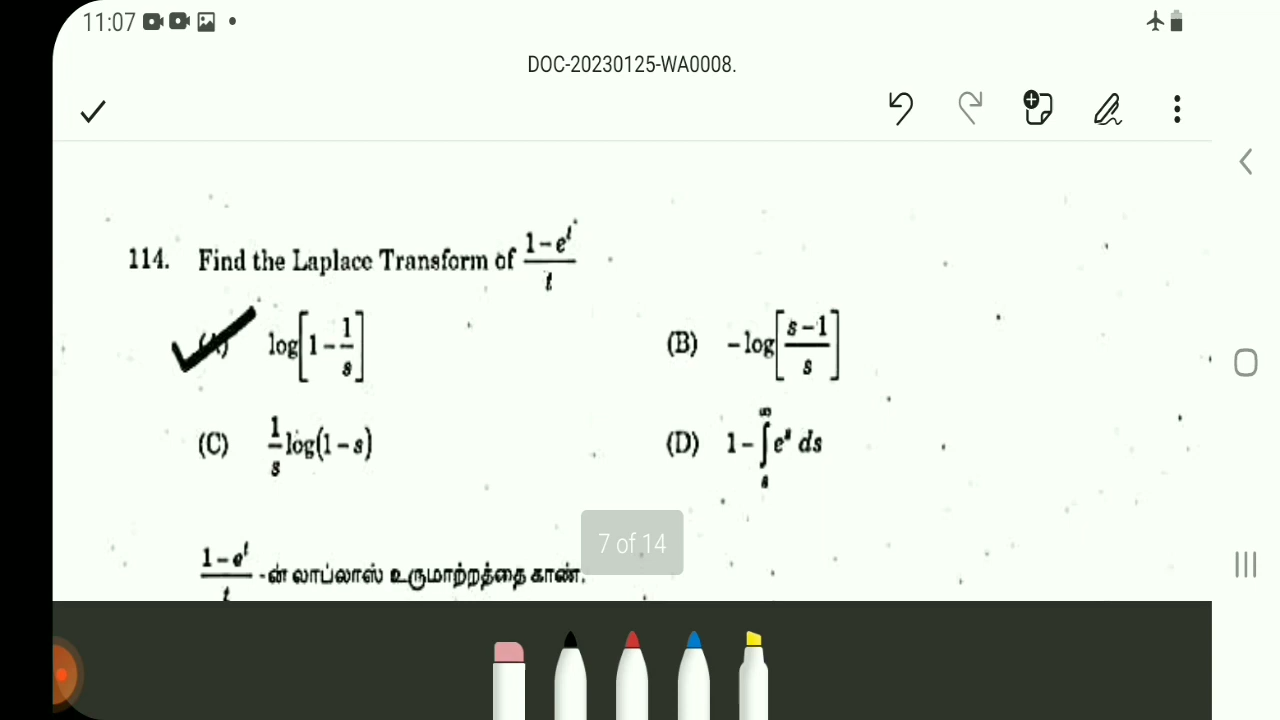 11:07
DOC-20230125-WA0008.
114. Find the Laplace Transform of (1 - e^t)/t
(A) log[1 - 1/s]
(B) -log[(s-1)/s]
(C) 1/s log(1-s)
(D) 1 - ∫_s^∞ e^s ds
7 of 14
(1 - e^t)/t -ன் லாப்லாஸ் உருமாற்றத்தை காண்.